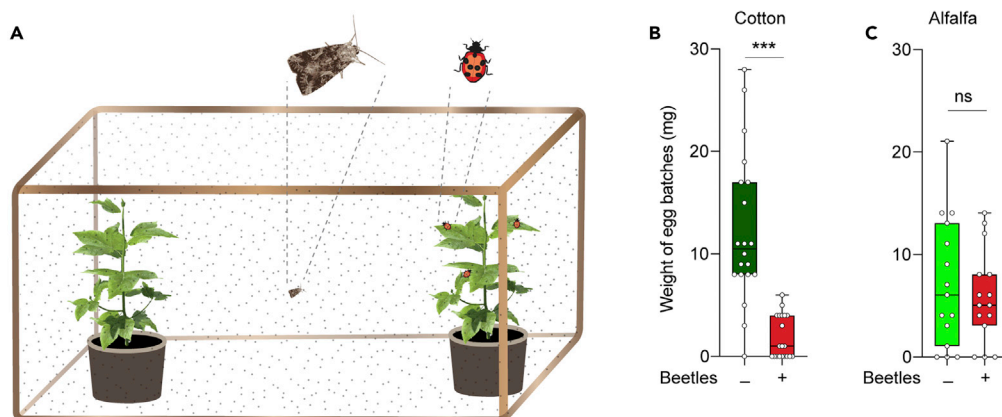 A
B
Cotton
***
Weight of egg batches (mg)
30
20
10
0
Beetles – +
C
Alfalfa
ns
30
20
10
0
Beetles – +